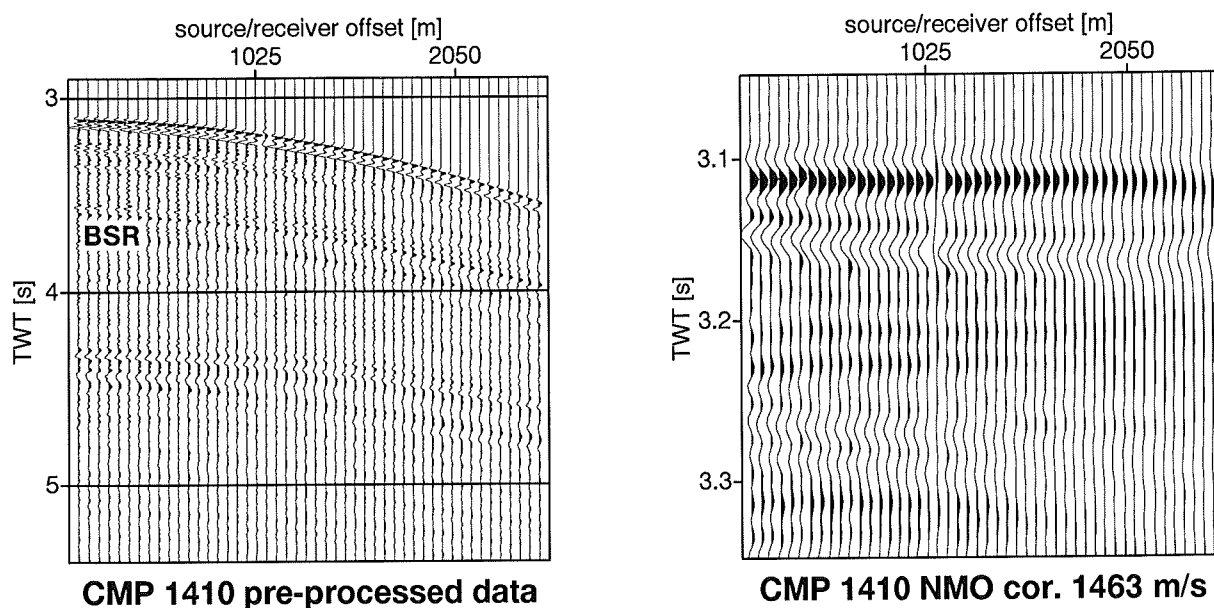 source/receiver offset [m]
1025 2050
3
BSR
4
5
TWT [s]
CMP 1410 pre-processed data
source/receiver offset [m]
1025 2050
3.1
3.2
3.3
TWT [s]
CMP 1410 NMO cor. 1463 m/s